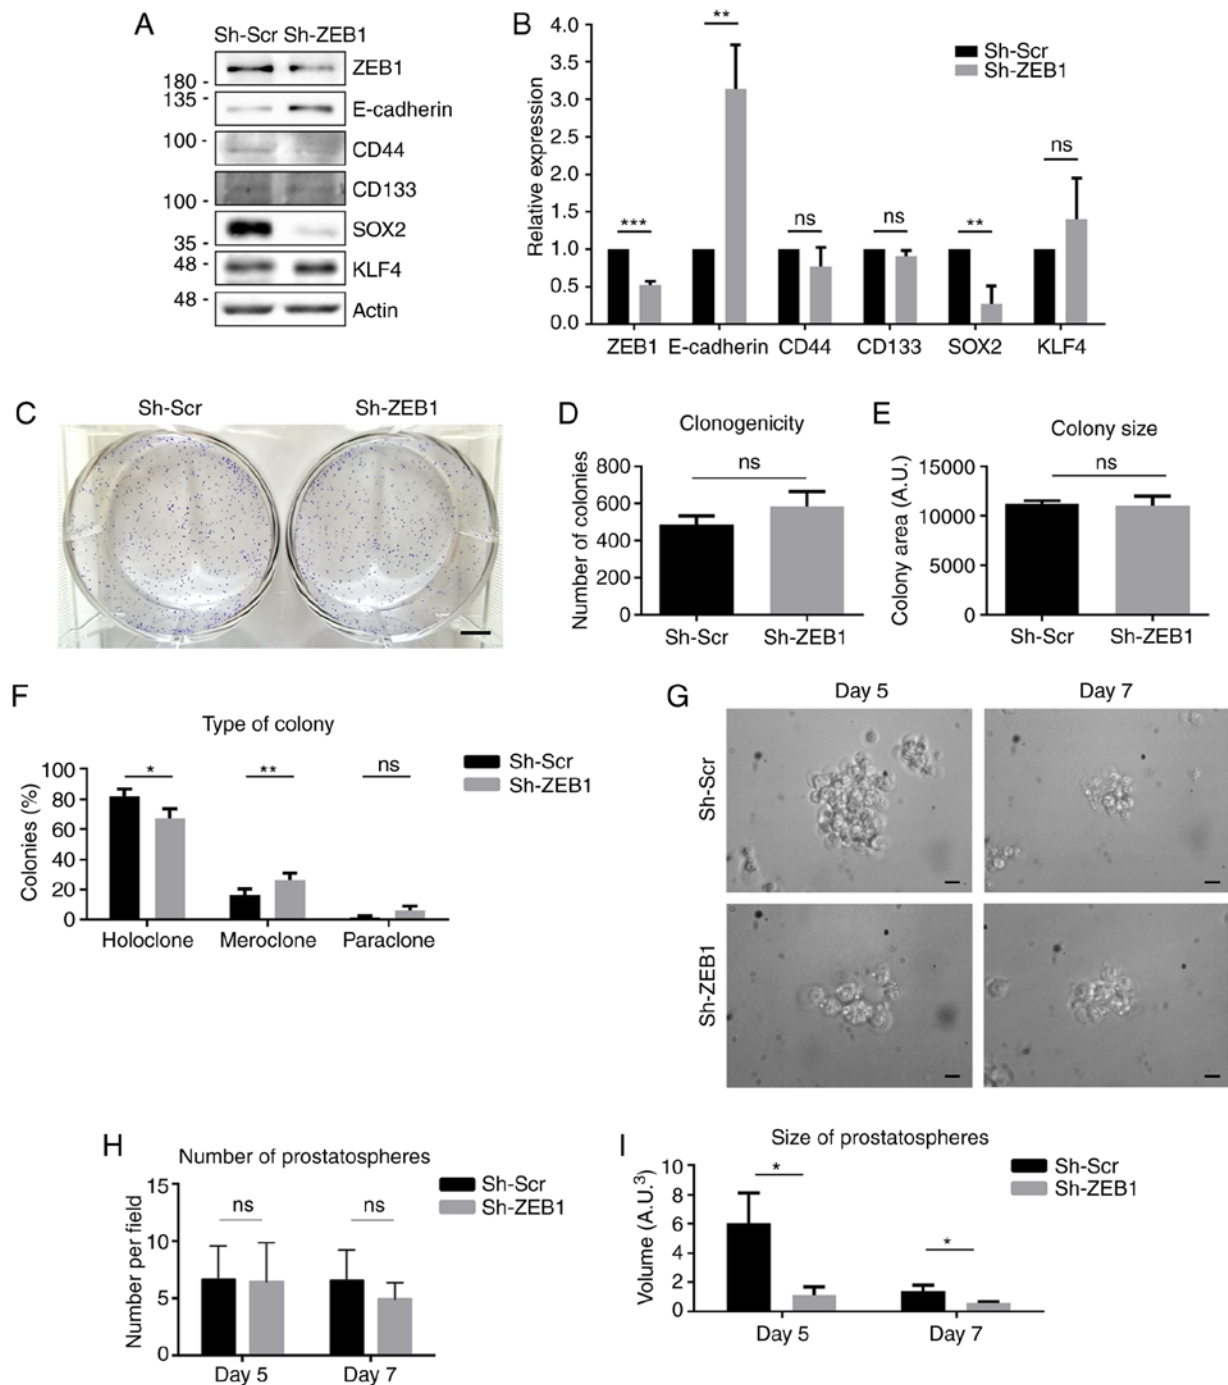 A
Sh-Scr Sh-ZEB1
180 -
ZEB1
135 -
E-cadherin
100 -
CD44
100 -
CD133
35 -
SOX2
48 -
KLF4
48 -
Actin
B
Relative expression
4.0
3.5
3.0
2.5
2.0
1.5
1.0
0.5
0.0
***
**
ns
ns
**
ns
Sh-Scr
Sh-ZEB1
ZEB1 E-cadherin CD44 CD133 SOX2 KLF4
C
Sh-Scr Sh-ZEB1
D
Clonogenicity
Number of colonies
800
600
400
200
0
ns
Sh-Scr Sh-ZEB1
E
Colony size
Colony area (A.U.)
15000
10000
5000
0
ns
Sh-Scr Sh-ZEB1
F
Type of colony
Colonies (%)
100
80
60
40
20
0
* ** ns
Sh-Scr
Sh-ZEB1
Holoclone Meroclone Paraclone
G
Day 5 Day 7
Sh-Scr
Sh-ZEB1
H
Number of prostatospheres
Number per field
15
10
5
0
ns ns
Sh-Scr
Sh-ZEB1
Day 5 Day 7
I
Size of prostatospheres
Volume (A.U.³)
10
8
6
4
2
0
* *
Sh-Scr
Sh-ZEB1
Day 5 Day 7